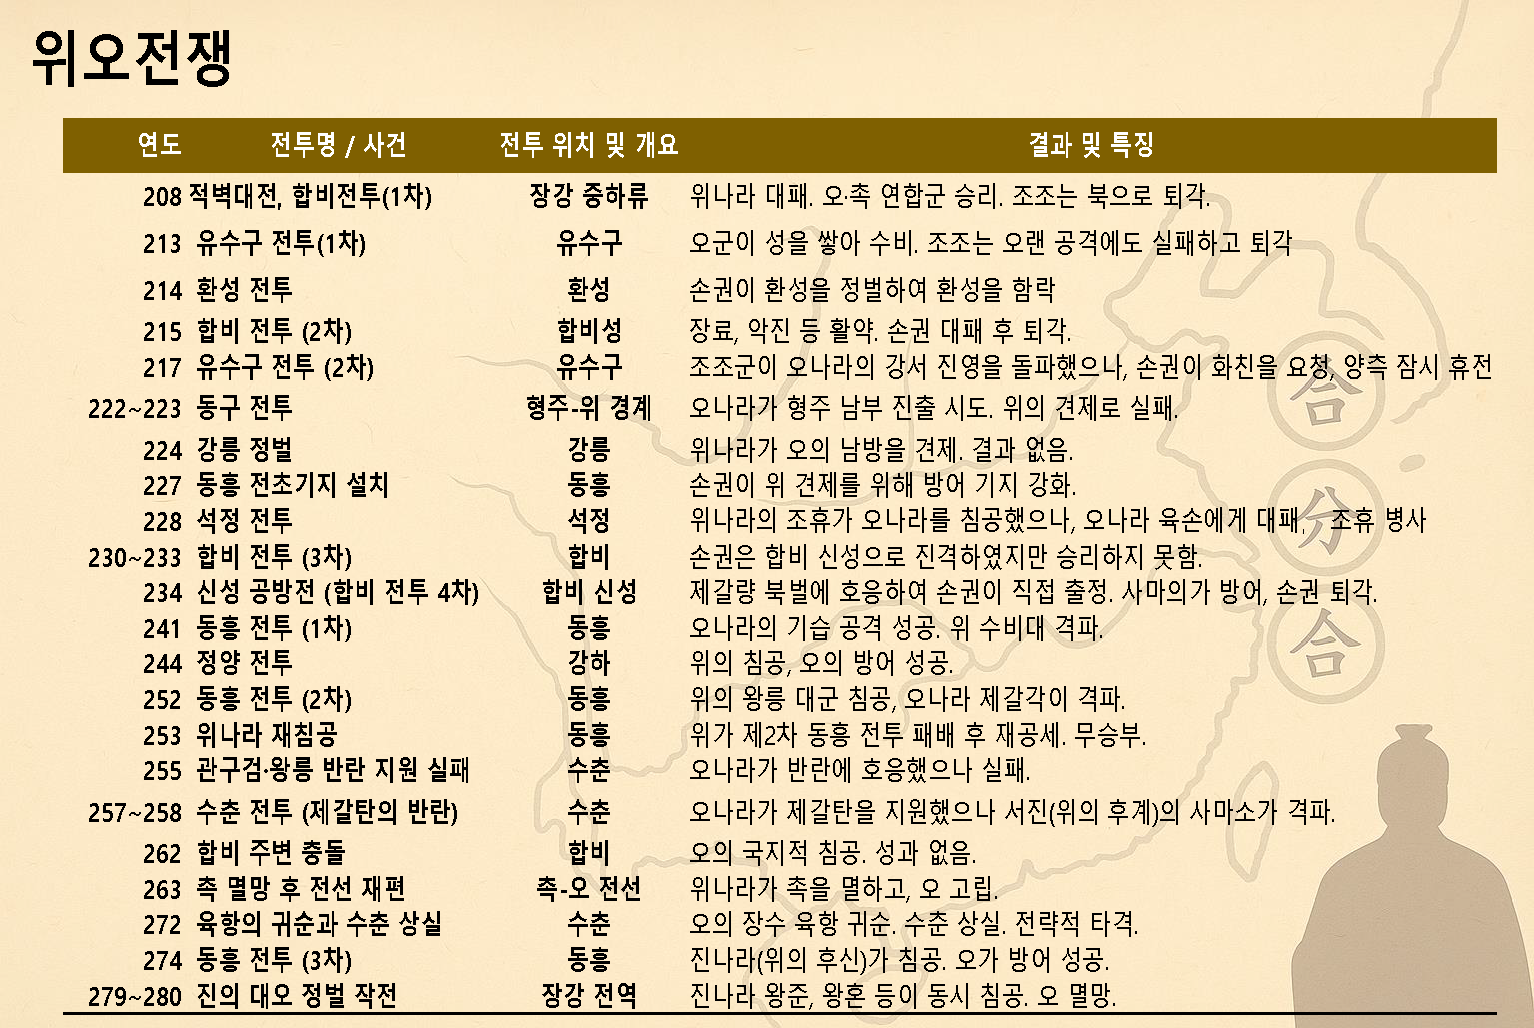 위오전쟁
연도 전투명 / 사건 전투 위치 및 개요 결과 및 특징
208 적벽대전, 합비전투(1차) 장강 중하류 위나라 대패. 오·촉 연합군 승리. 조조는 북으로 퇴각.
213 유수구 전투(1차) 유수구 오군이 성을 쌓아 수비. 조조는 오랜 공격에도 실패하고 퇴각
214 환성 전투 환성 손권이 환성을 정벌하여 환성을 함락
215 합비 전투 (2차) 합비성 장료, 악진 등 활약. 손권 대패 후 퇴각.
217 유수구 전투 (2차) 유수구 조조군이 오나라의 강서 진영을 돌파했으나, 손권이 화친을 요청, 양측 잠시 휴전
222~223 동구 전투 형주-위 경계 오나라가 형주 남부 진출 시도. 위의 견제로 실패.
224 강릉 정벌 강릉 위나라가 오의 남방을 견제. 결과 없음.
227 동흥 전초기지 설치 동흥 손권이 위 견제를 위해 방어 기지 강화.
228 석정 전투 석정 위나라의 조휴가 오나라를 침공했으나, 오나라 육손에게 대패, 조휴 병사
230~233 합비 전투 (3차) 합비 손권은 합비 신성으로 진격하였지만 승리하지 못함.
234 신성 공방전 (합비 전투 4차) 합비 신성 제갈량 북벌에 호응하여 손권이 직접 출정. 사마의가 방어, 손권 퇴각.
241 동흥 전투 (1차) 동흥 오나라의 기습 공격 성공. 위 수비대 격파.
244 정양 전투 강하 위의 침공, 오의 방어 성공.
252 동흥 전투 (2차) 동흥 위의 왕릉 대군 침공, 오나라 제갈각이 격파.
253 위나라 재침공 동흥 위가 제2차 동흥 전투 패배 후 재공세. 무승부.
255 관구검·왕릉 반란 지원 실패 수춘 오나라가 반란에 호응했으나 실패.
257~258 수춘 전투 (제갈탄의 반란) 수춘 오나라가 제갈탄을 지원했으나 서진(위의 후계)의 사마소가 격파.
262 합비 주변 충돌 합비 오의 국지적 침공. 성과 없음.
263 촉 멸망 후 전선 재편 촉-오 전선 위나라가 촉을 멸하고, 오 고립.
272 육항의 귀순과 수춘 상실 수춘 오의 장수 육항 귀순. 수춘 상실. 전략적 타격.
274 동흥 전투 (3차) 동흥 진나라(위의 후신)가 침공. 오가 방어 성공.
279~280 진의 대오 정벌 작전 장강 전역 진나라 왕준, 왕혼 등이 동시 침공. 오 멸망.
合
分
合